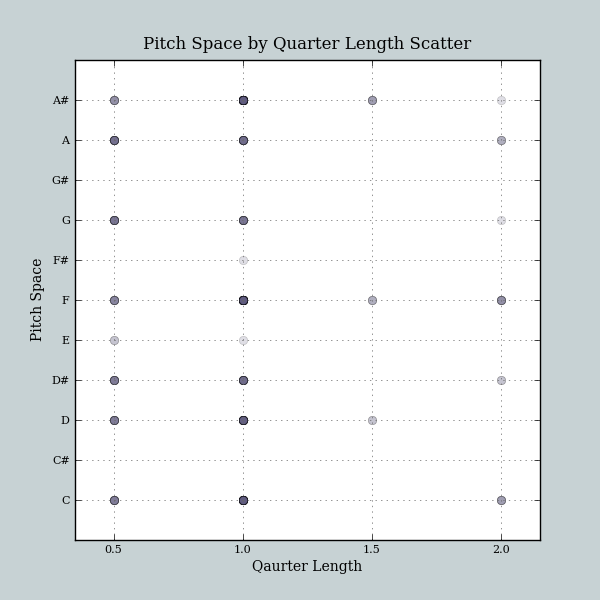 Pitch Space by Quarter Length Scatter
A#
A
G#
G
F#
F
E
D#
D
C#
C
Pitch Space
0.5 1.0 1.5 2.0
Qaurter Length